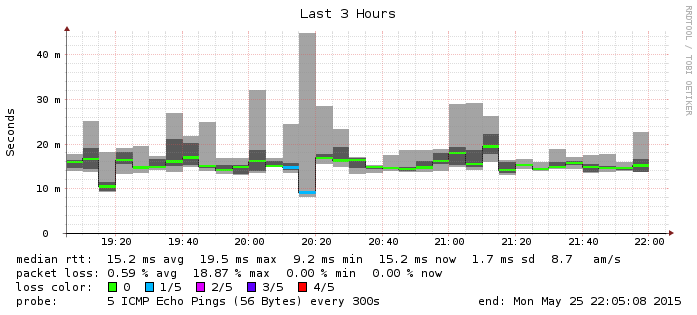 Last 3 Hours
RRDTOOL / TOBI OETIKER
Seconds
40 m
30 m
20 m
10 m
0
19:20 19:40 20:00 20:20 20:40 21:00 21:20 21:40 22:00
median rtt: 15.2 ms avg 19.5 ms max 9.2 ms min 15.2 ms now 1.7 ms sd 8.7 am/s
packet loss: 0.59 % avg 18.87 % max 0.00 % min 0.00 % now
loss color: 0 1/5 2/5 3/5 4/5
probe: 5 ICMP Echo Pings (56 Bytes) every 300s end: Mon May 25 22:05:08 2015